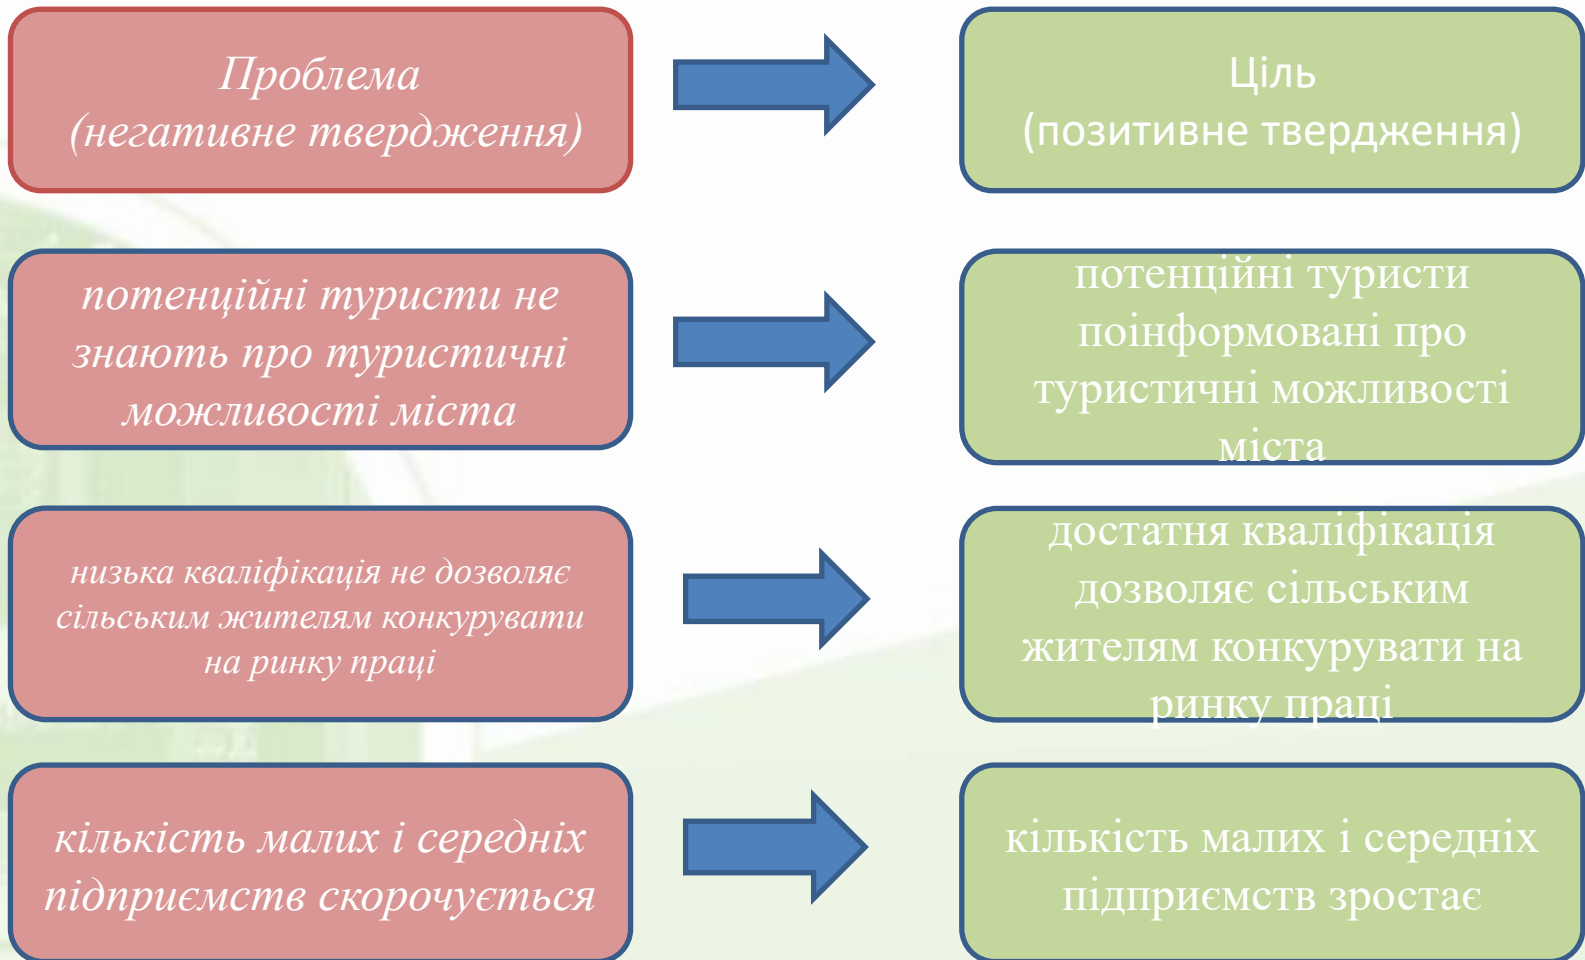 Проблема
(негативне твердження)
Ціль
(позитивне твердження)
потенційні туристи не
знають про туристичні
можливості міста
потенційні туристи
поінформовані про
туристичні можливості
міста
низька кваліфікація не дозволяє
сільським жителям конкурувати
на ринку праці
достатня кваліфікація
дозволяє сільським
жителям конкурувати на
ринку праці
кількість малих і середніх
підприємств скорочується
кількість малих і середніх
підприємств зростає